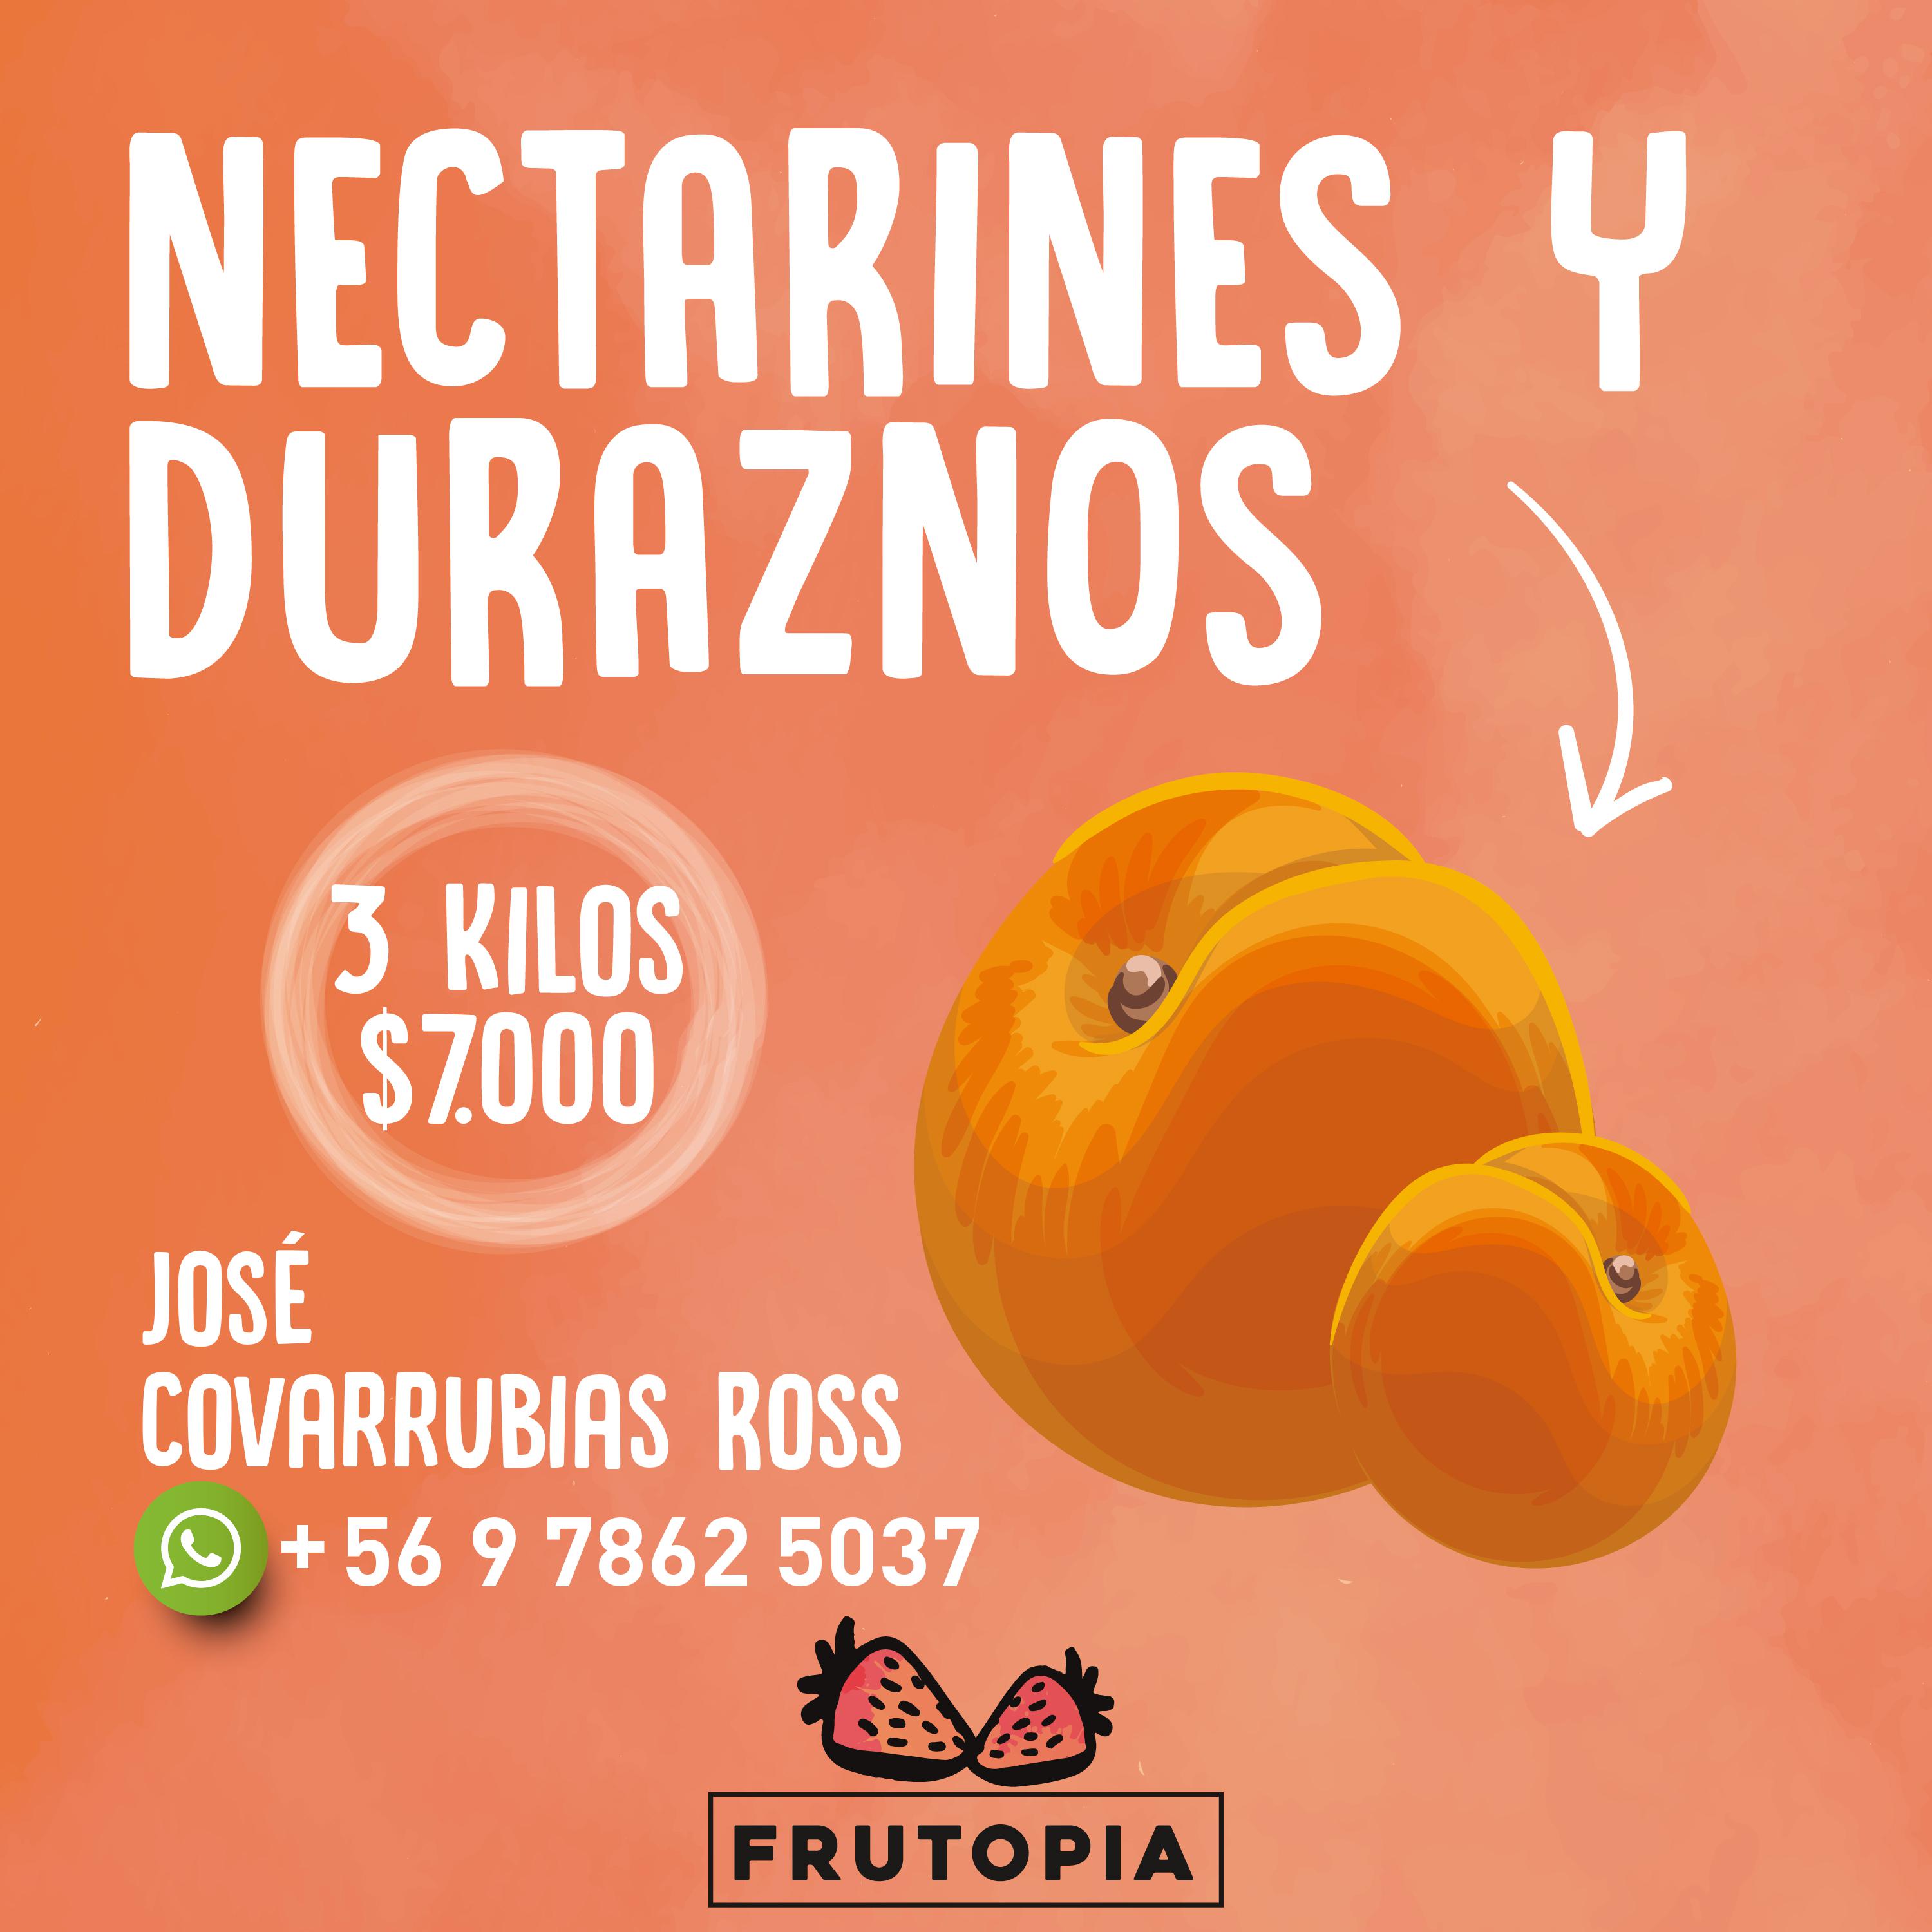 NECTARINES Y
DURAZNOS
3 KILOS
$7.000
JOSÉ
COVARRUBIAS ROSS
+56 9 7862 5037
FRUTOPIA